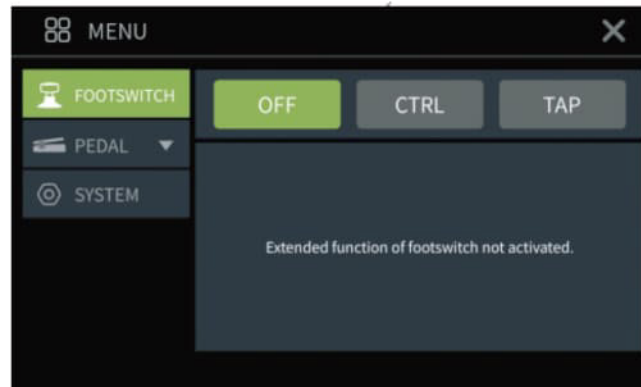 MENU
FOOTSWITCH
OFF CTRL TAP
PEDAL
SYSTEM
Extended function of footswitch not activated.